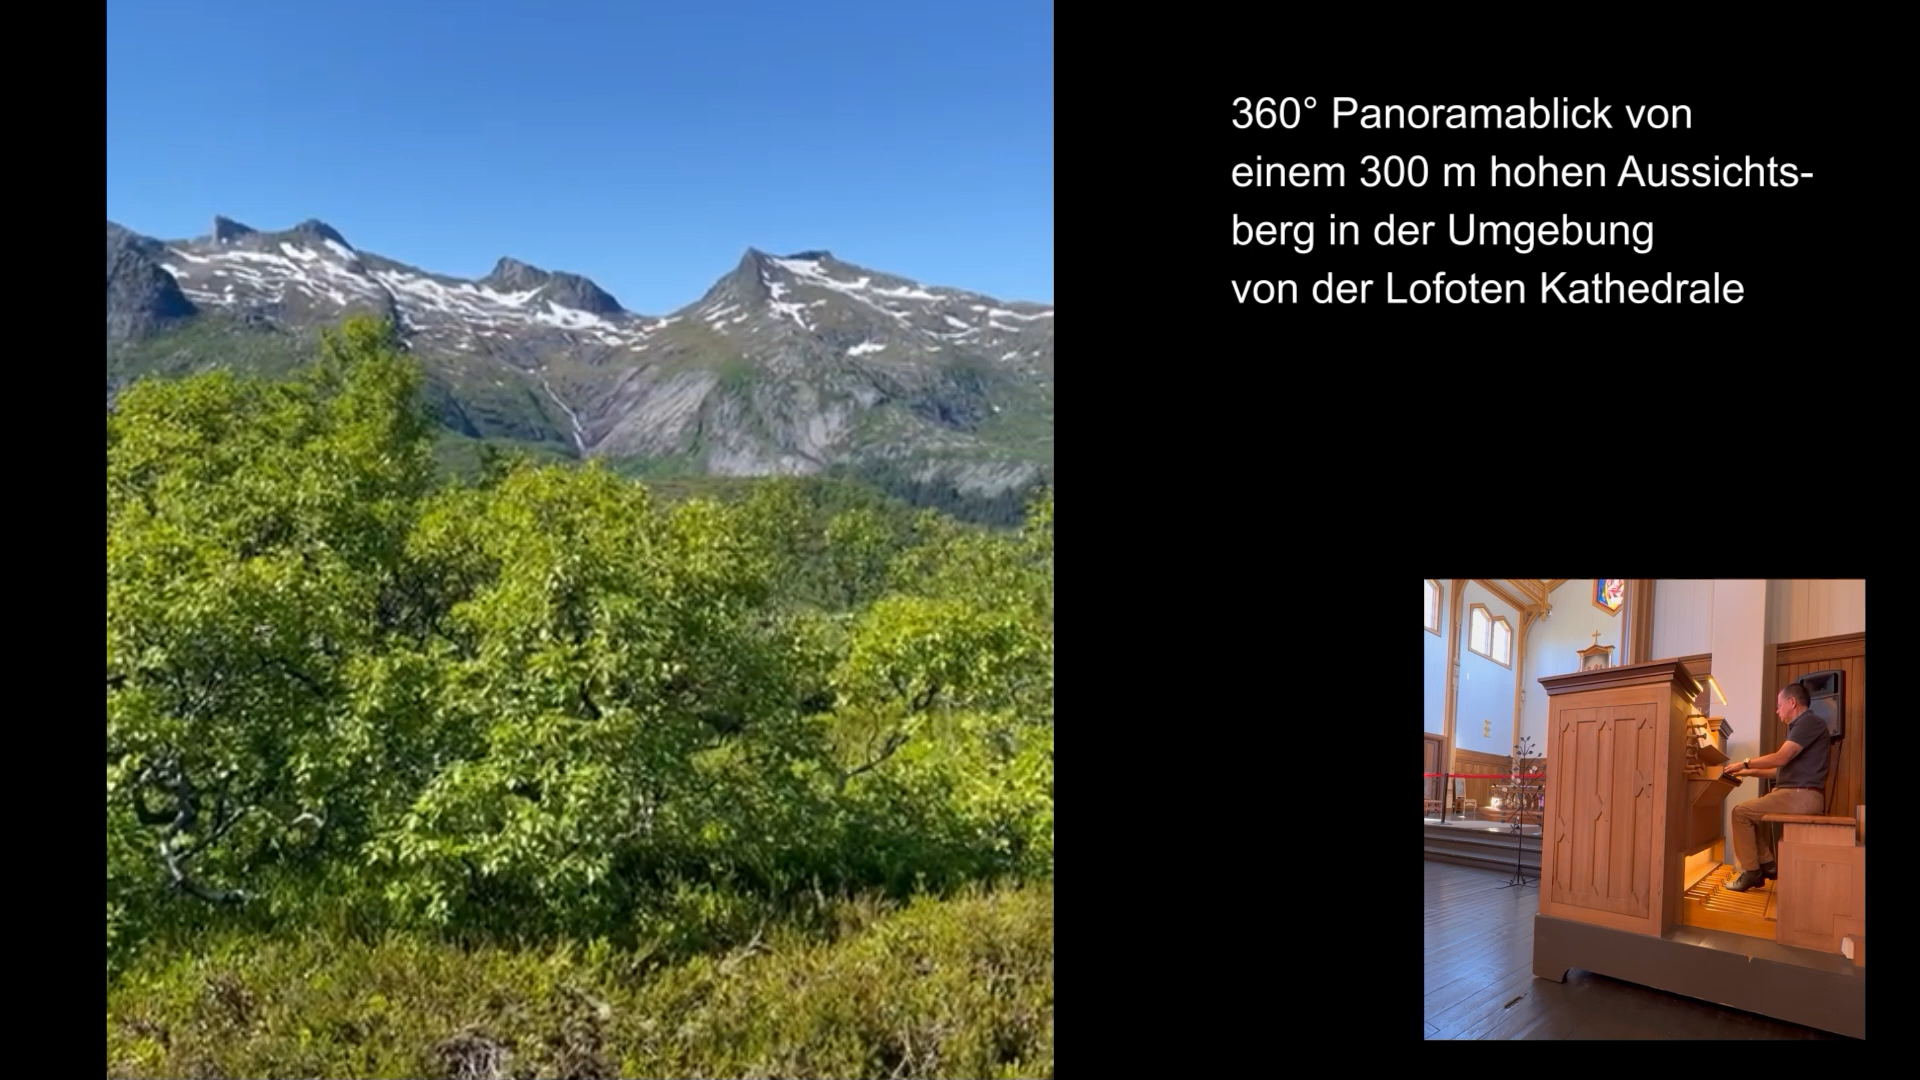 360° Panoramablick von
einem 300 m hohen Aussichts-
berg in der Umgebung
von der Lofoten Kathedrale